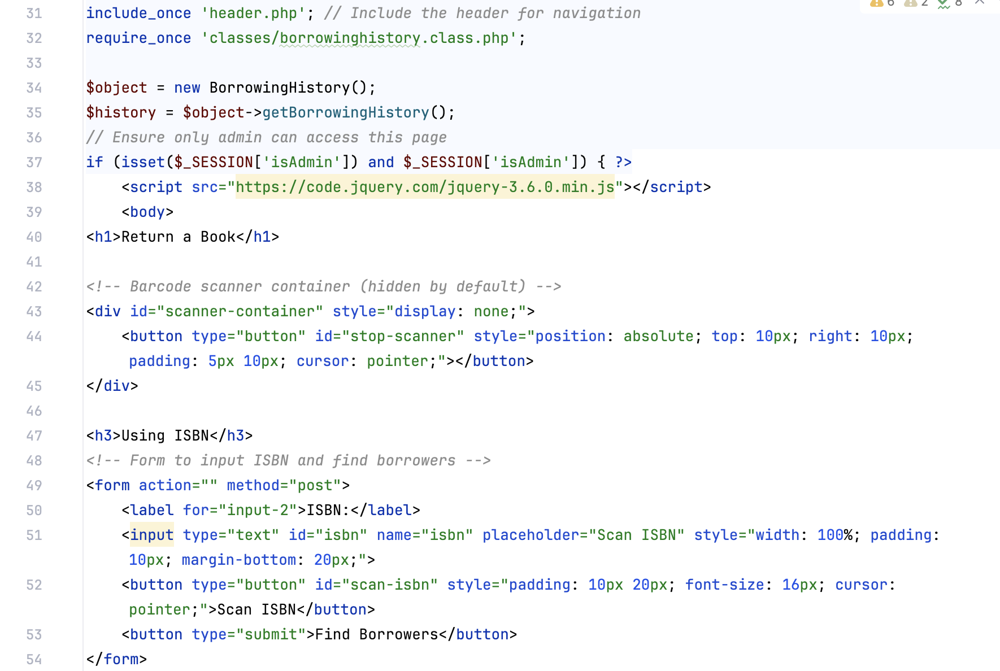 6 2 8
31 include_once 'header.php'; // Include the header for navigation
32 require_once 'classes/borrowinghistory.class.php';
33
34 $object = new BorrowingHistory();
35 $history = $object->getBorrowingHistory();
36 // Ensure only admin can access this page
37 if (isset($_SESSION['isAdmin']) and $_SESSION['isAdmin']) { ?>
38     <script src="https://code.jquery.com/jquery-3.6.0.min.js"></script>
39     <body>
40 <h1>Return a Book</h1>
41
42 <!-- Barcode scanner container (hidden by default) -->
43 <div id="scanner-container" style="display: none;">
44     <button type="button" id="stop-scanner" style="position: absolute; top: 10px; right: 10px;
padding: 5px 10px; cursor: pointer;"></button>
45 </div>
46
47 <h3>Using ISBN</h3>
48 <!-- Form to input ISBN and find borrowers -->
49 <form action="" method="post">
50     <label for="input-2">ISBN:</label>
51     <input type="text" id="isbn" name="isbn" placeholder="Scan ISBN" style="width: 100%; padding:
10px; margin-bottom: 20px;">
52     <button type="button" id="scan-isbn" style="padding: 10px 20px; font-size: 16px; cursor:
pointer;">Scan ISBN</button>
53     <button type="submit">Find Borrowers</button>
54 </form>